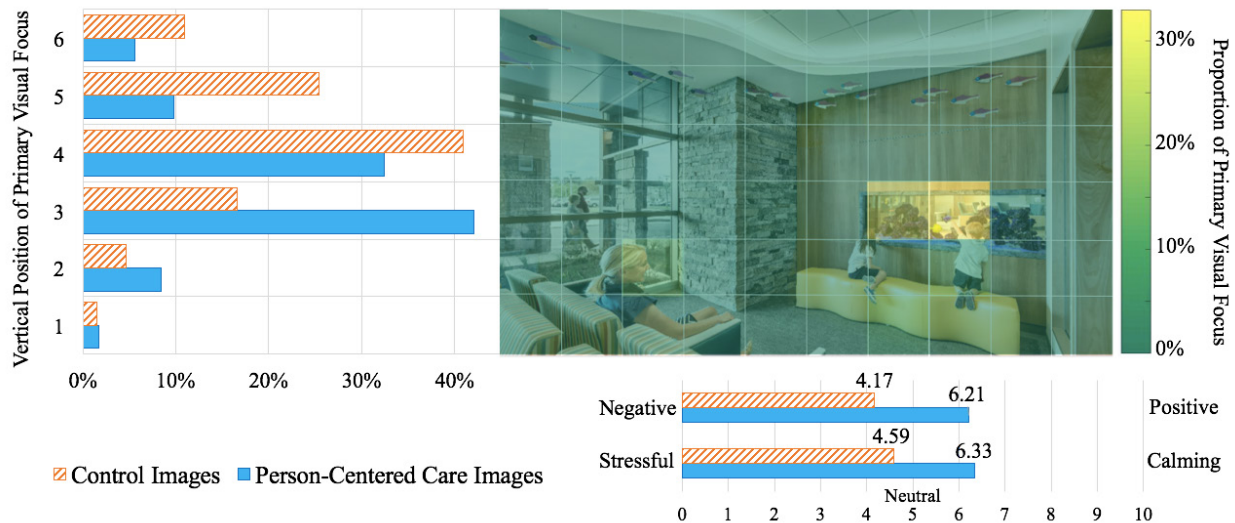 Vertical Position of Primary Visual Focus
6
5
4
3
2
1
0%
10%
20%
30%
40%
30%
20%
10%
0%
Proportion of Primary Visual Focus
Control Images
Person-Centered Care Images
4.17
Negative
6.21
Positive
4.59
Stressful
6.33
Calming
Neutral
0 1 2 3 4 5 6 7 8 9 10